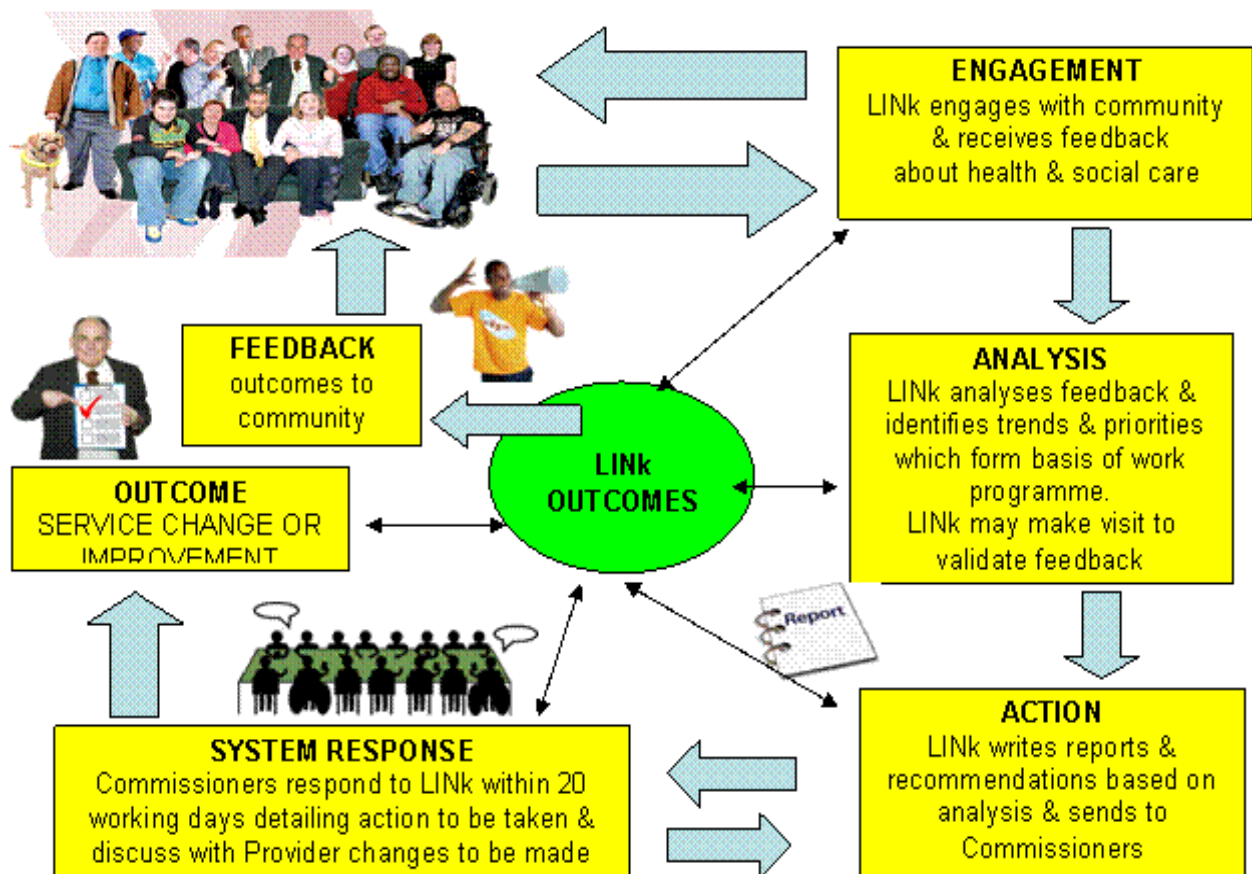 ENGAGEMENT
LINk engages with community
& receives feedback
about health & social care
ANALYSIS
LINk analyses feedback &
identifies trends & priorities
which form basis of work
programme.
LINk may make visit to
validate feedback
ACTION
LINk writes reports &
recommendations based on
analysis & sends to
Commissioners
Report
SYSTEM RESPONSE
Commissioners respond to LINk within 20
working days detailing action to be taken &
discuss with Provider changes to be made
OUTCOME
SERVICE CHANGE OR
IMPROVEMENT
FEEDBACK
outcomes to
community
LINk
OUTCOMES